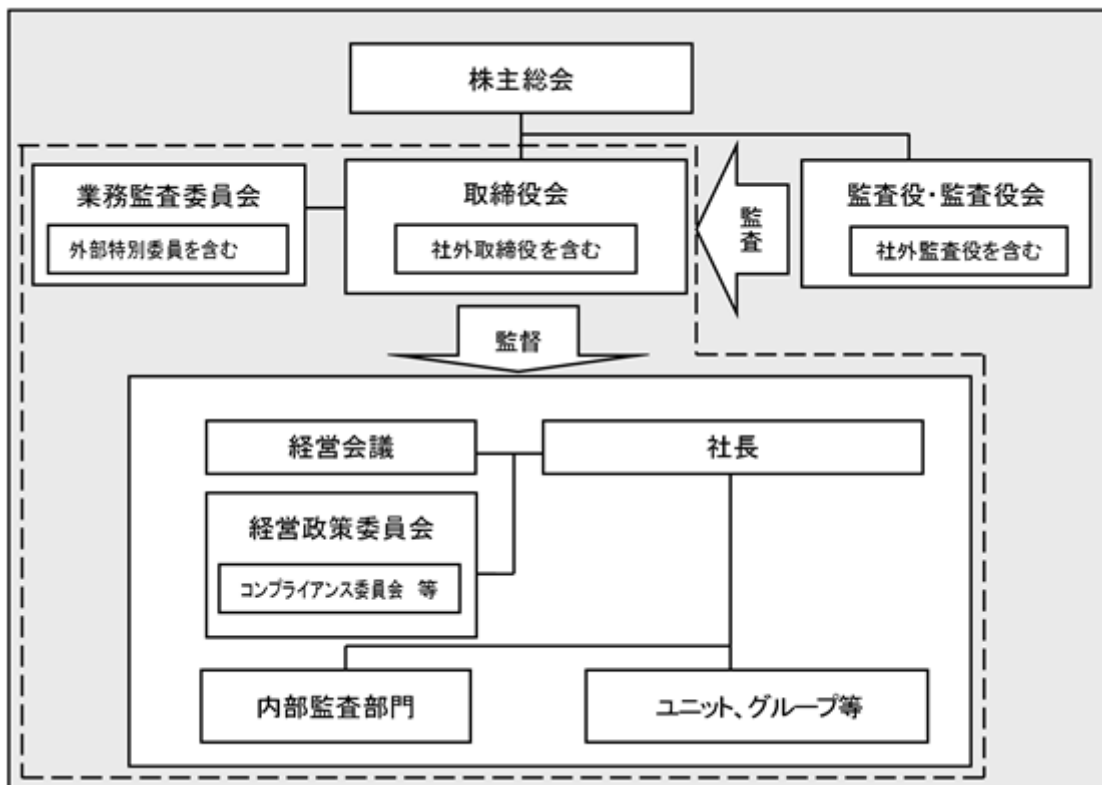 株主総会
業務監査委員会
外部特別委員を含む
取締役会
社外取締役を含む
監査
監査役・監査役会
社外監査役を含む
監督
経営会議
社長
経営政策委員会
コンプライアンス委員会 等
内部監査部門
ユニット、グループ等